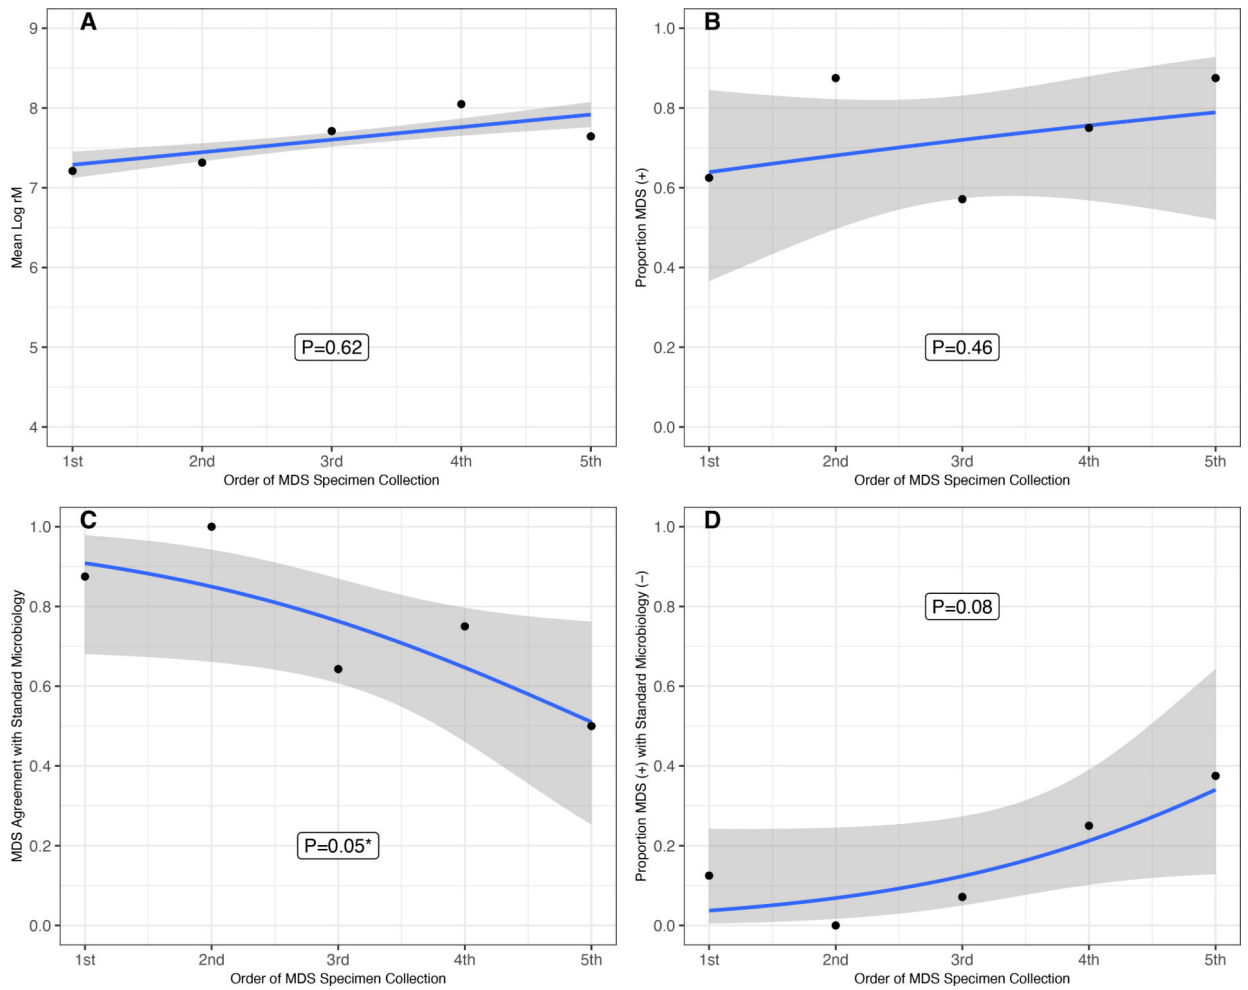 A
9
8
7
6
5
4
Mean Log rM
P=0.62
1st 2nd 3rd 4th 5th
Order of MDS Specimen Collection
B
1.0
0.8
0.6
0.4
0.2
0.0
Proportion MDS (+)
P=0.46
1st 2nd 3rd 4th 5th
Order of MDS Specimen Collection
C
1.0
0.8
0.6
0.4
0.2
0.0
MDS Agreement with Standard Microbiology
P=0.05*
1st 2nd 3rd 4th 5th
Order of MDS Specimen Collection
D
1.0
0.8
0.6
0.4
0.2
0.0
Proportion MDS (+) with Standard Microbiology (−)
P=0.08
1st 2nd 3rd 4th 5th
Order of MDS Specimen Collection